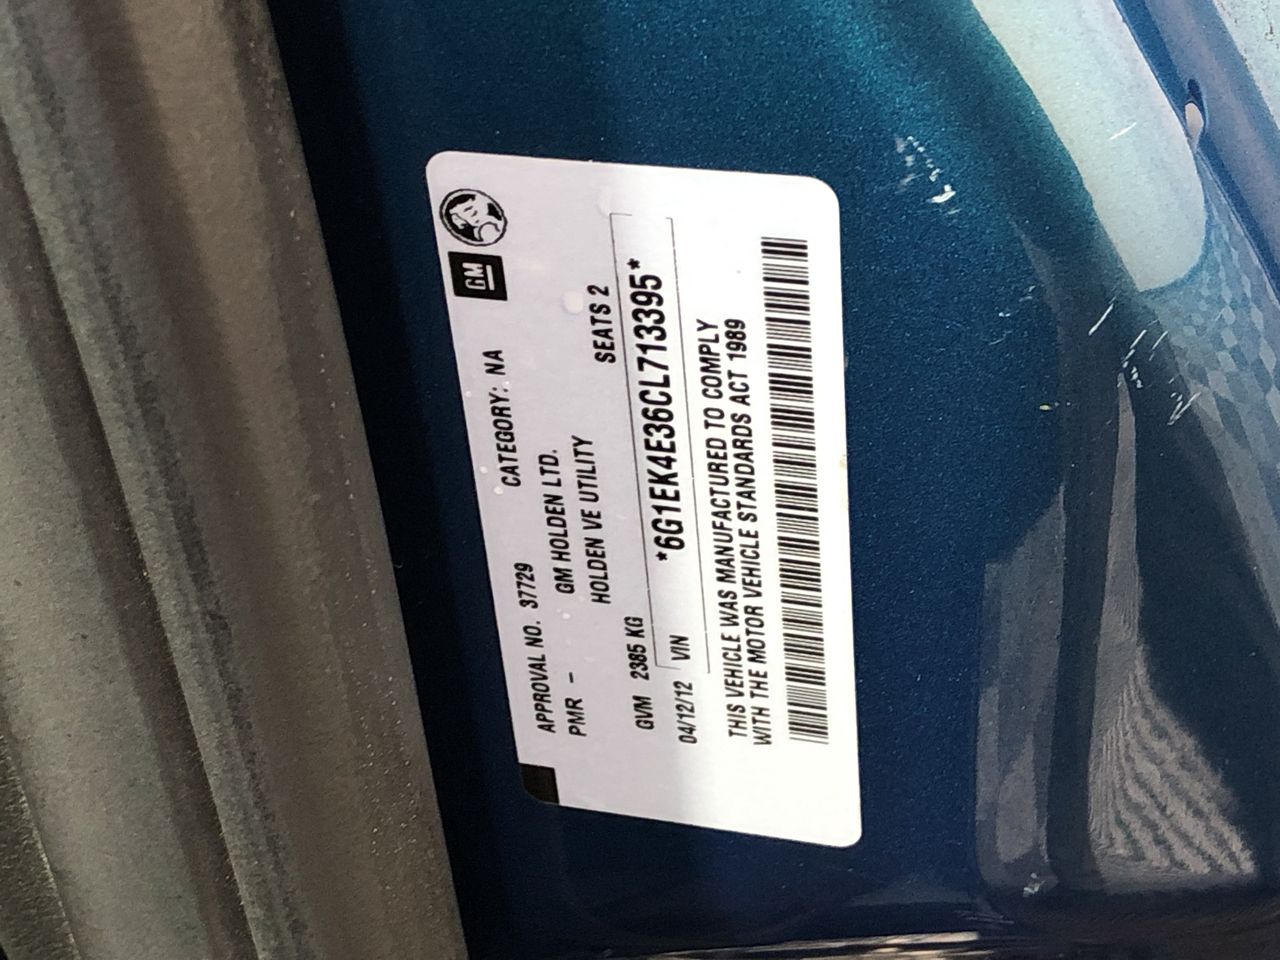 APPROVAL NO. 37729 CATEGORY: NA GM
PMR - GM HOLDEN LTD.
HOLDEN VE UTILITY
GVM 2385 KG SEATS 2
04/12/12 VIN *6G1EK4E36CL713395*
THIS VEHICLE WAS MANUFACTURED TO COMPLY
WITH THE MOTOR VEHICLE STANDARDS ACT 1989